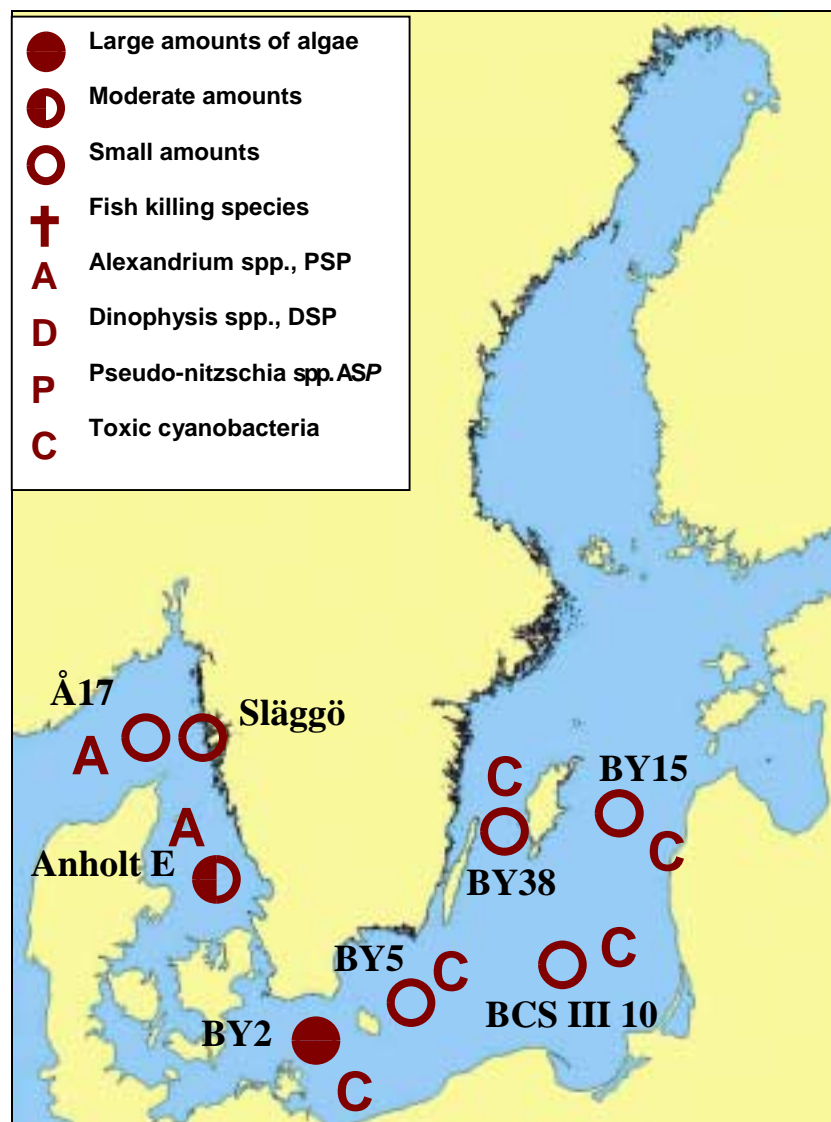 Large amounts of algae
Moderate amounts
Small amounts
Fish killing species
A Alexandrium spp., PSP
D Dinophysis spp., DSP
P Pseudo-nitzschia spp. ASP
C Toxic cyanobacteria
Å17
Släggö
A
C
BY15
A
Anholt E
C
BY38
BY5
C
C
BCS III 10
BY2
C